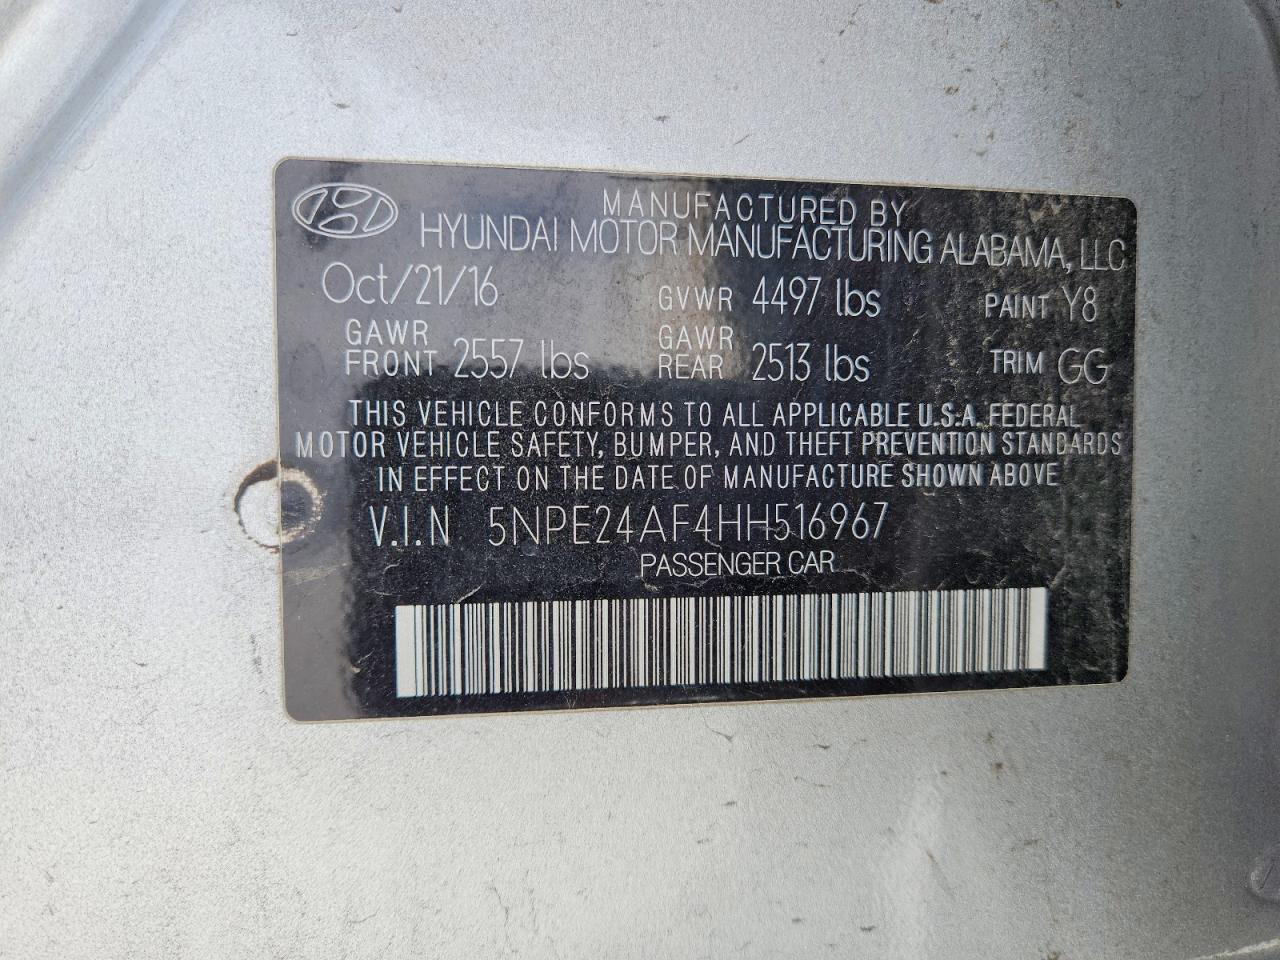 MANUFACTURED BY
HYUNDAI MOTOR MANUFACTURING ALABAMA, LLC
Oct/21/16 GVWR 4497 lbs PAINT Y8
GAWR FRONT 2557 lbs GAWR REAR 2513 lbs TRIM GG
THIS VEHICLE CONFORMS TO ALL APPLICABLE U.S.A. FEDERAL
MOTOR VEHICLE SAFETY, BUMPER, AND THEFT PREVENTION STANDARDS
IN EFFECT ON THE DATE OF MANUFACTURE SHOWN ABOVE
V.I.N 5NPE24AF4HH516967
PASSENGER CAR